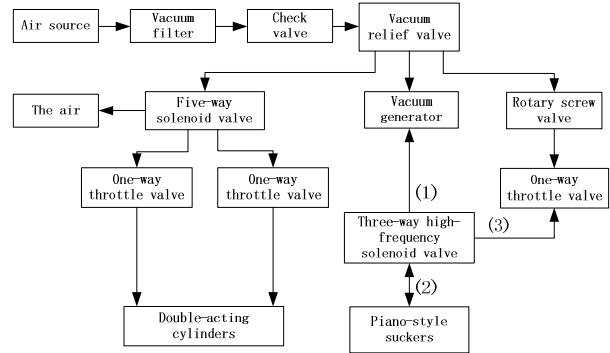 Air source
Vacuum
filter
Check
valve
Vacuum
relief valve
The air
Five-way
solenoid valve
Vacuum
generator
Rotary screw
valve
One-way
throttle valve
One-way
throttle valve
One-way
throttle valve
(1)
Three-way high-
frequency
solenoid valve
(3)
(2)
Double-acting
cylinders
Piano-style
suckers